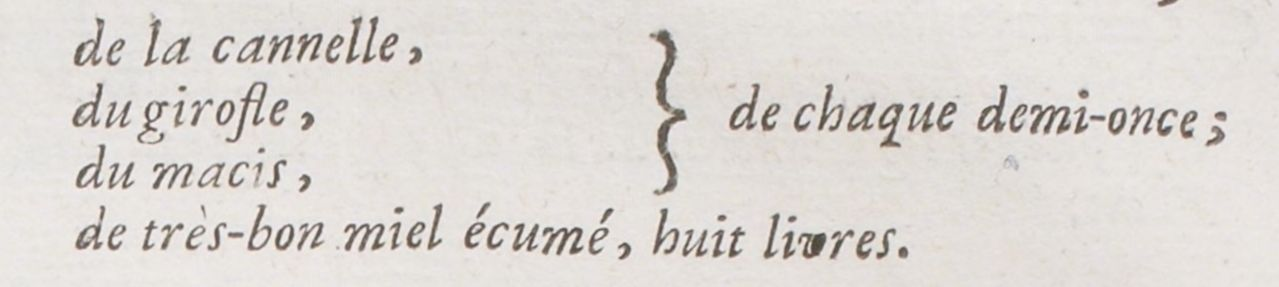 de la cannelle,
du girofle,
du macis,
} de chaque demi-once;
de très-bon miel écumé, huit livres.